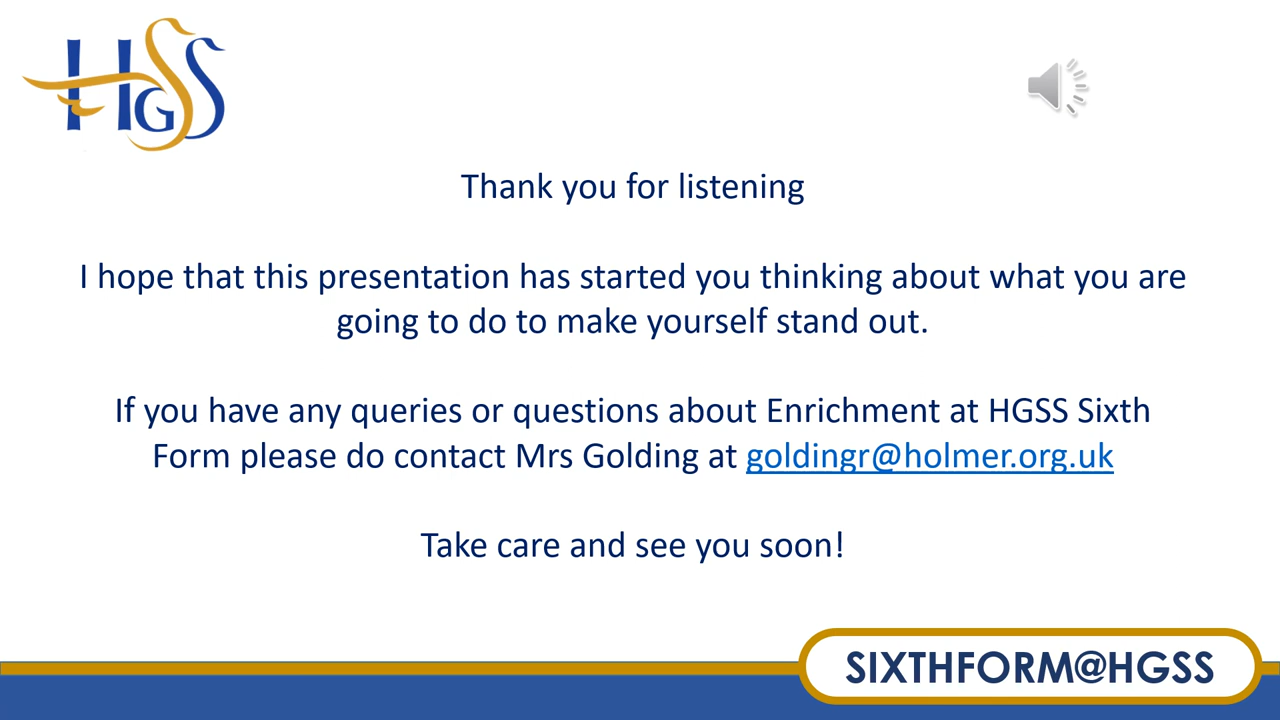 HGSS
Thank you for listening
I hope that this presentation has started you thinking about what you are
going to do to make yourself stand out.
If you have any queries or questions about Enrichment at HGSS Sixth
Form please do contact Mrs Golding at goldingr@holmer.org.uk
Take care and see you soon!
SIXTHFORM@HGSS